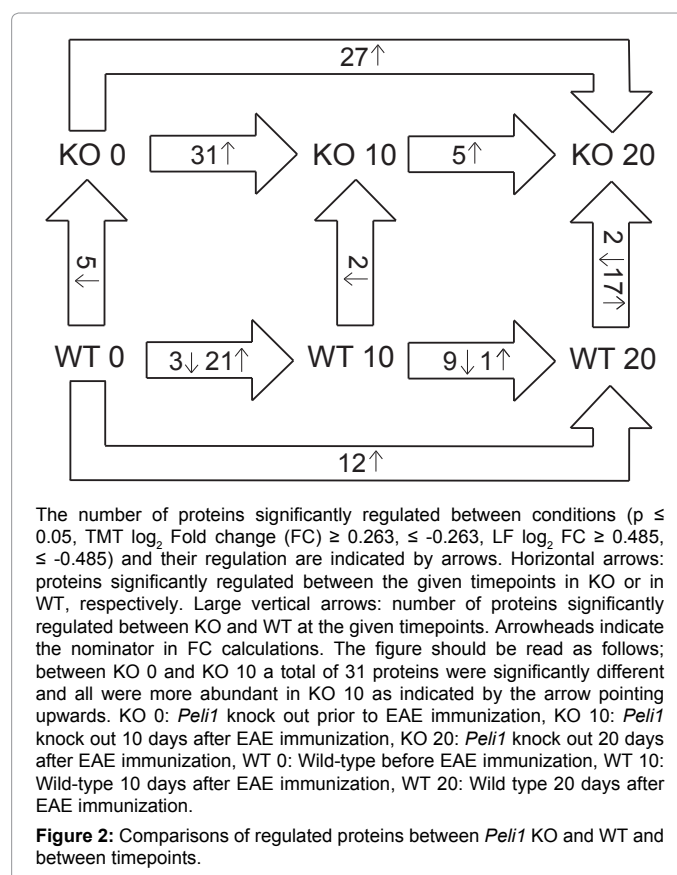 27↑
KO 0
31↑
KO 10
5↑
KO 20
5↓
2↓
2↓17↑
WT 0
3↓ 21↑
WT 10
9↓ 1↑
WT 20
12↑
The number of proteins significantly regulated between conditions (p ≤
0.05, TMT log₂ Fold change (FC) ≥ 0.263, ≤ -0.263, LF log₂ FC ≥ 0.485,
≤ -0.485) and their regulation are indicated by arrows. Horizontal arrows:
proteins significantly regulated between the given timepoints in KO or in
WT, respectively. Large vertical arrows: number of proteins significantly
regulated between KO and WT at the given timepoints. Arrowheads indicate
the nominator in FC calculations. The figure should be read as follows;
between KO 0 and KO 10 a total of 31 proteins were significantly different
and all were more abundant in KO 10 as indicated by the arrow pointing
upwards. KO 0: Peli1 knock out prior to EAE immunization, KO 10: Peli1
knock out 10 days after EAE immunization, KO 20: Peli1 knock out 20 days
after EAE immunization, WT 0: Wild-type before EAE immunization, WT 10:
Wild-type 10 days after EAE immunization, WT 20: Wild type 20 days after
EAE immunization.
Figure 2: Comparisons of regulated proteins between Peli1 KO and WT and
between timepoints.